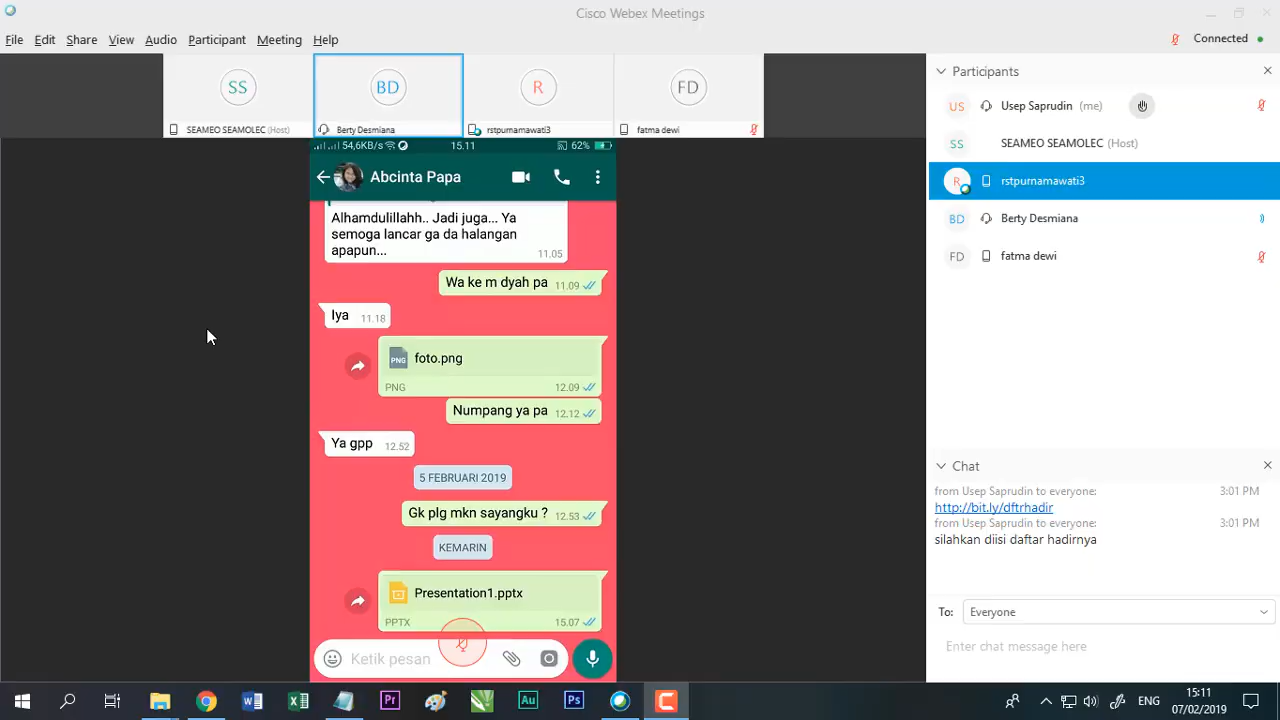 Cisco Webex Meetings
File Edit Share View Audio Participant Meeting Help
Connected
SS
BD
R
FD
SEAMEO SEAMOLEC (Host)
Berty Desmiana
rstpurnamawati3
fatma dewi
54,6KB/s 15.11 62%
Abcinta Papa
Alhamdulillahh.. Jadi juga... Ya
semoga lancar ga da halangan
apapun... 11.05
Wa ke m dyah pa 11.09
Iya 11.18
PNG foto.png
PNG 12.09
Numpang ya pa 12.12
Ya gpp 12.52
5 FEBRUARI 2019
Gk plg mkn sayangku ? 12.53
KEMARIN
Presentation1.pptx
PPTX 15.07
Ketik pesan
Participants
US Usep Saprudin (me)
SS SEAMEO SEAMOLEC (Host)
R rstpurnamawati3
BD Berty Desmiana
FD fatma dewi
Chat
from Usep Saprudin to everyone: 3:01 PM
http://bit.ly/dftrhadir
from Usep Saprudin to everyone: 3:01 PM
silahkan diisi daftar hadirnya
To: Everyone
Enter chat message here
Pr
Au
Ps
ENG
15:11
07/02/2019